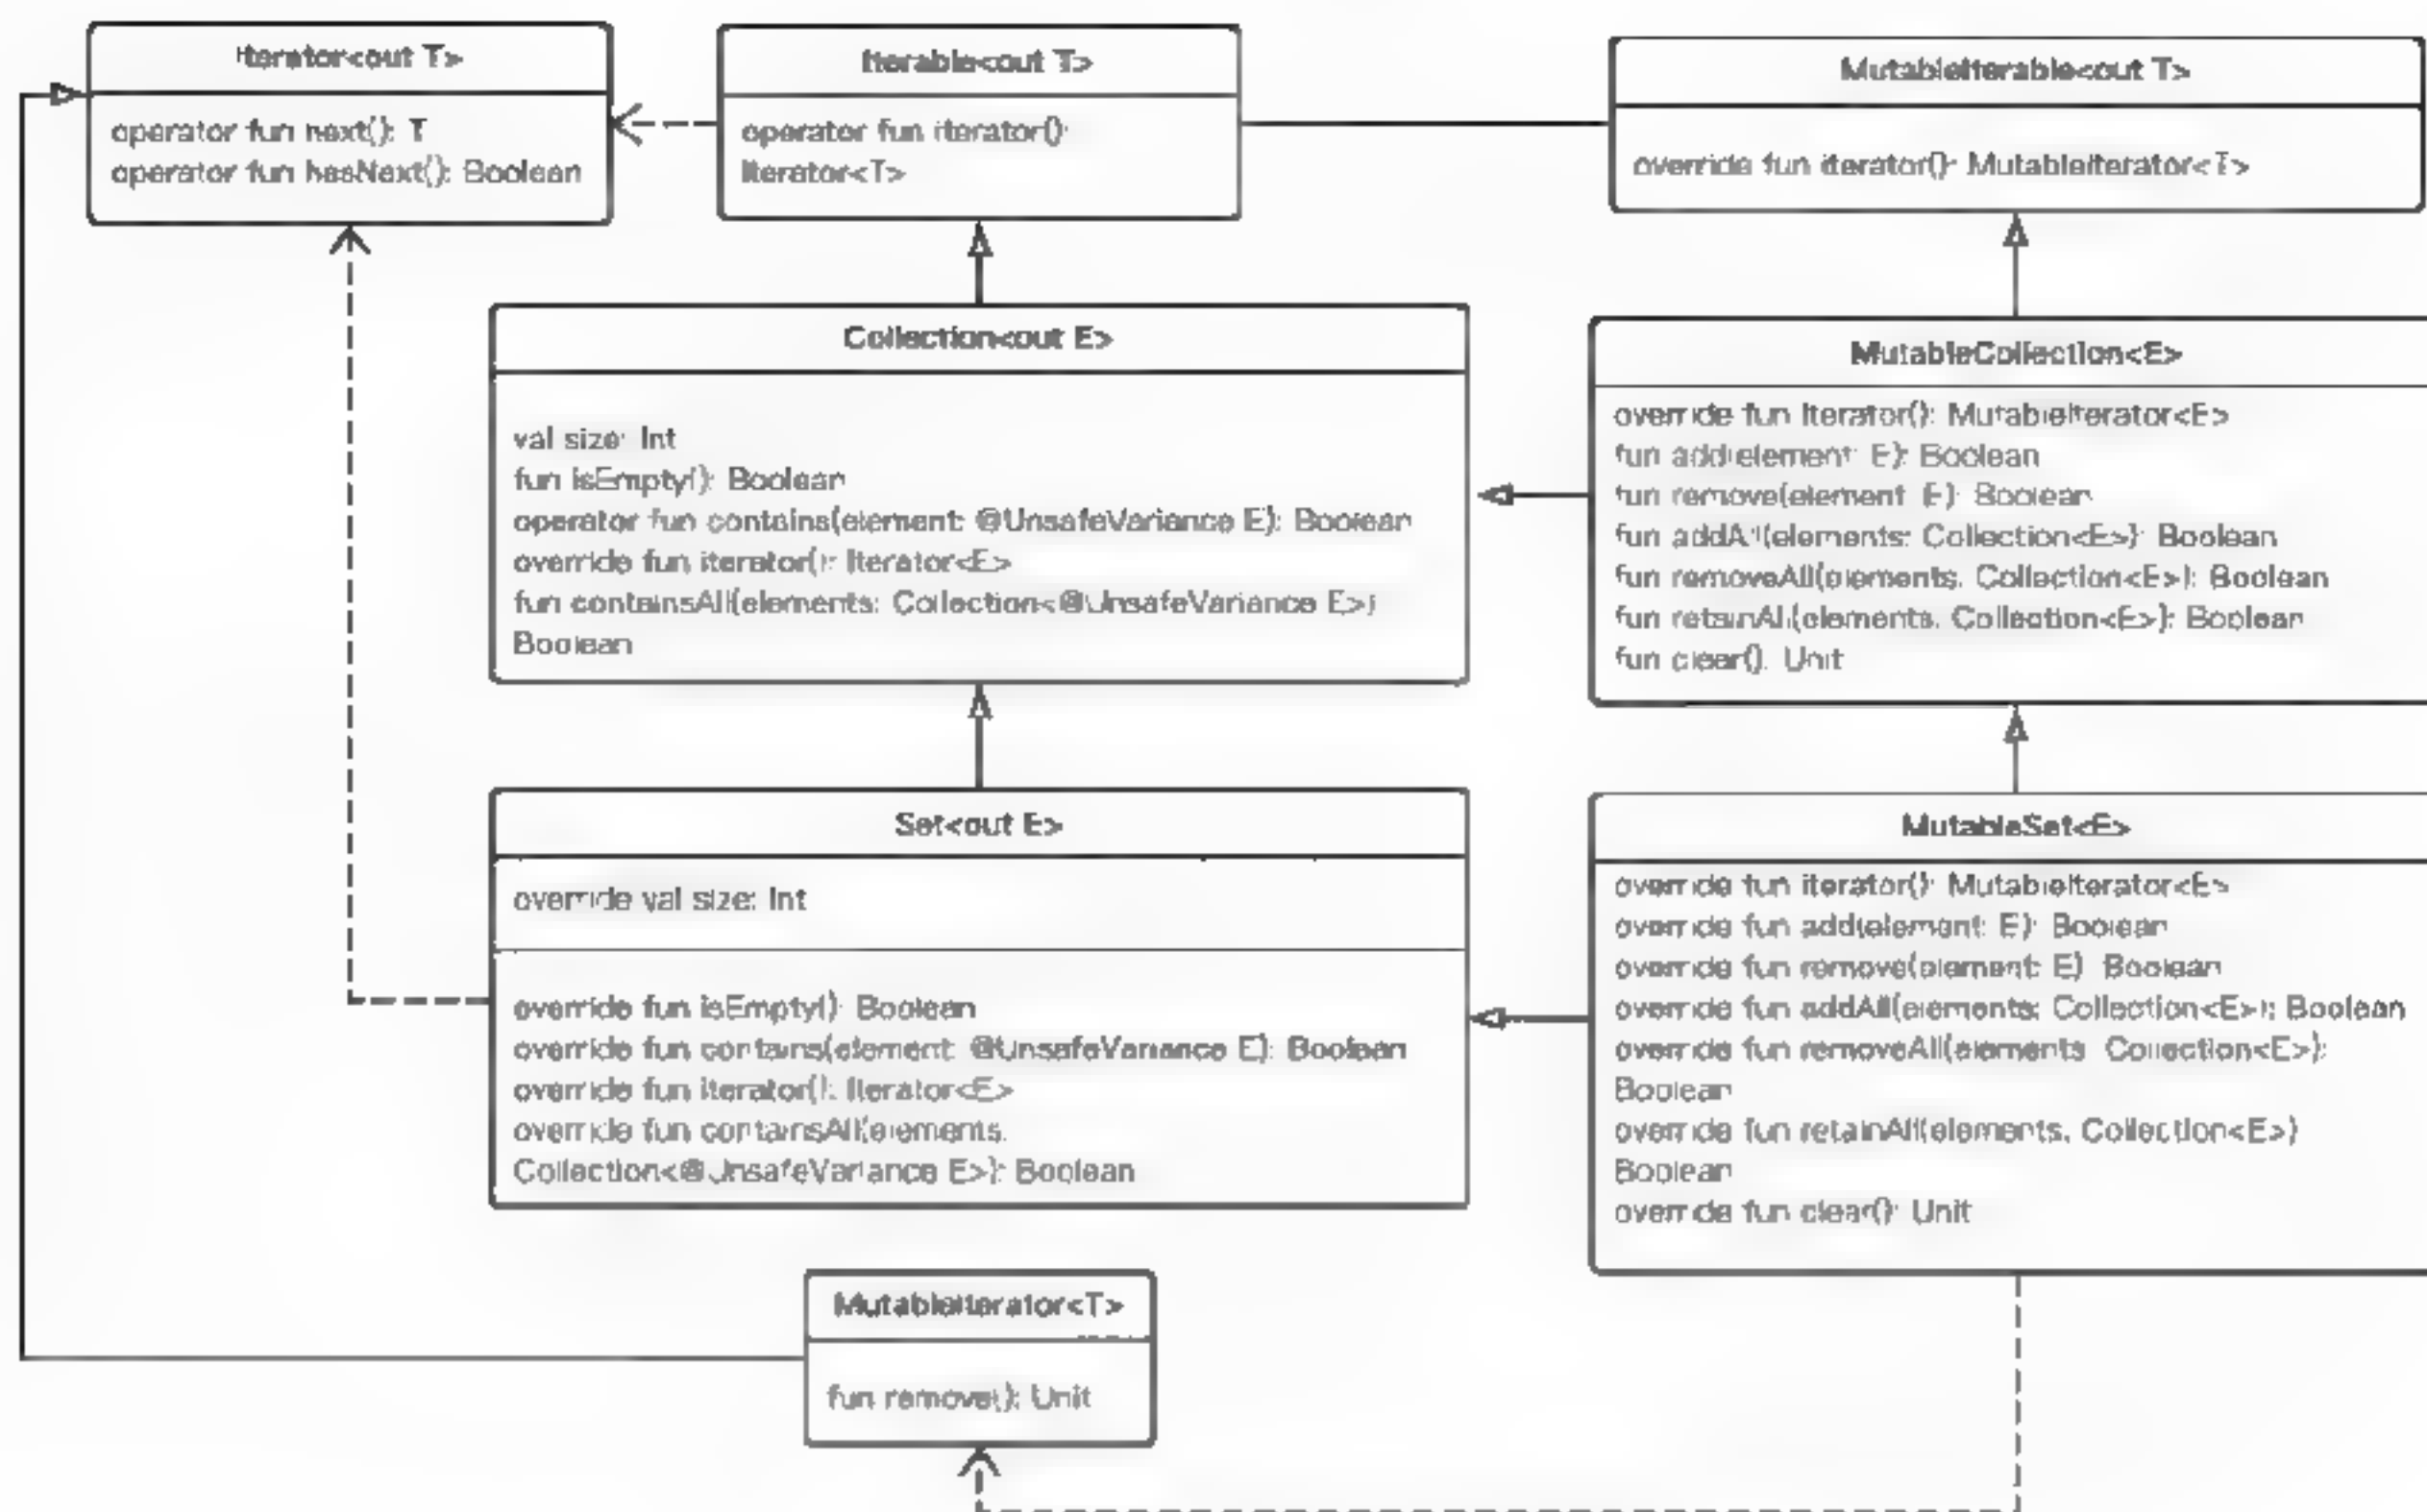 Iterator<out T>
operator fun next(): T
operator fun hasNext(): Boolean
Iterable<out T>
operator fun iterator():
Iterator<T>
MutableIterable<out T>
override fun iterator(): MutableIterator<T>
Collection<out E>
val size: Int
fun isEmpty(): Boolean
operator fun contains(element: @UnsafeVariance E): Boolean
override fun iterator(): Iterator<E>
fun containsAll(elements: Collection<@UnsafeVariance E>):
Boolean
MutableCollection<E>
override fun iterator(): MutableIterator<E>
fun add(element: E): Boolean
fun remove(element: E): Boolean
fun addAll(elements: Collection<E>): Boolean
fun removeAll(elements: Collection<E>): Boolean
fun retainAll(elements: Collection<E>): Boolean
fun clear(): Unit
Set<out E>
override val size: Int
override fun isEmpty(): Boolean
override fun contains(element: @UnsafeVariance E): Boolean
override fun iterator(): Iterator<E>
override fun containsAll(elements:
Collection<@UnsafeVariance E>): Boolean
MutableSet<E>
override fun iterator(): MutableIterator<E>
override fun add(element: E): Boolean
override fun remove(element: E): Boolean
override fun addAll(elements: Collection<E>): Boolean
override fun removeAll(elements: Collection<E>):
Boolean
override fun retainAll(elements: Collection<E>):
Boolean
override fun clear(): Unit
MutableIterator<T>
fun remove(): Unit